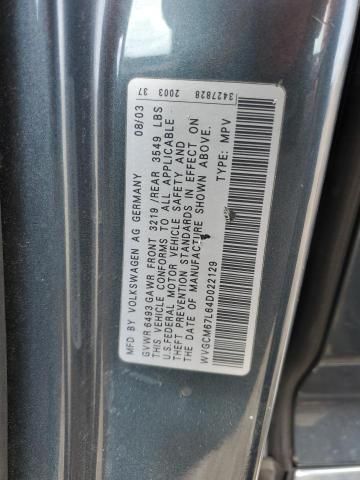 MFD BY VOLKSWAGEN AG GERMANY 08/03 2003 37 3427828
GVWR 6493 GAWR FRONT 3219 /REAR 3549 LBS
THIS VEHICLE CONFORMS TO ALL APPLICABLE
U.S.FEDERAL MOTOR VEHICLE SAFETY AND
THEFT PREVENTION STANDARDS IN EFFECT ON
THE DATE OF MANUFACTURE SHOWN ABOVE.
WVGCM67L64D022129 TYPE: MPV